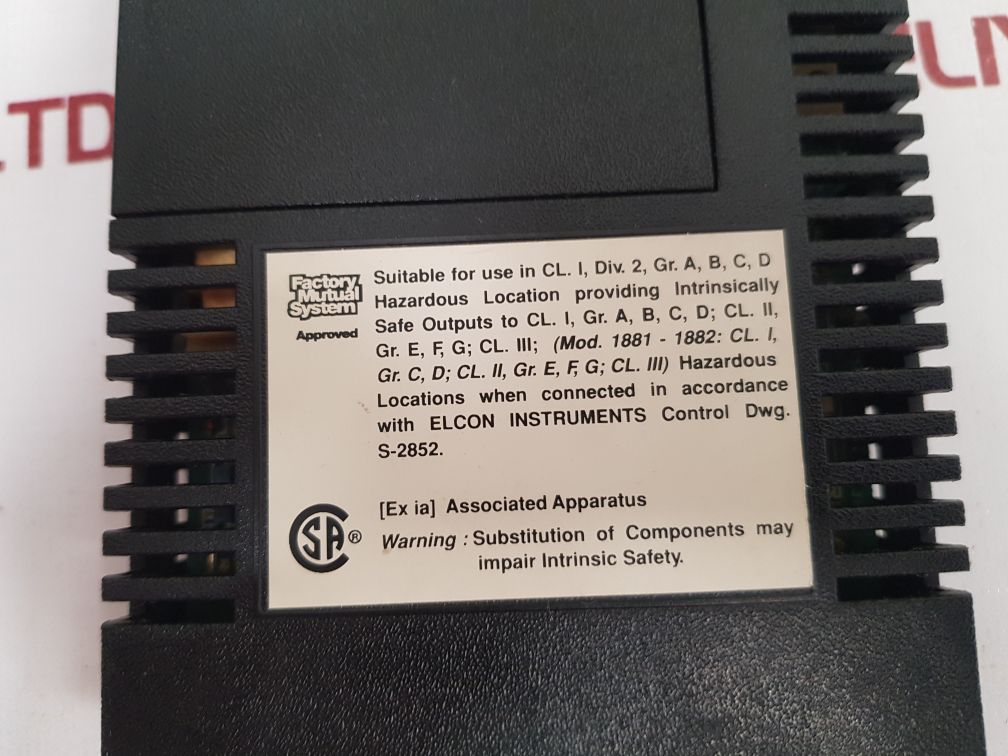 LTD
Factory
Mutual
System
Approved
Suitable for use in CL. I, Div. 2, Gr. A, B, C, D
Hazardous Location providing Intrinsically
Safe Outputs to CL. I, Gr. A, B, C, D; CL. II,
Gr. E, F, G; CL. III; (Mod. 1881 - 1882: CL. I,
Gr. C, D; CL. II, Gr. E, F, G; CL. III) Hazardous
Locations when connected in accordance
with ELCON INSTRUMENTS Control Dwg.
S-2852.
[Ex ia] Associated Apparatus
CSA®
Warning : Substitution of Components may
impair Intrinsic Safety.